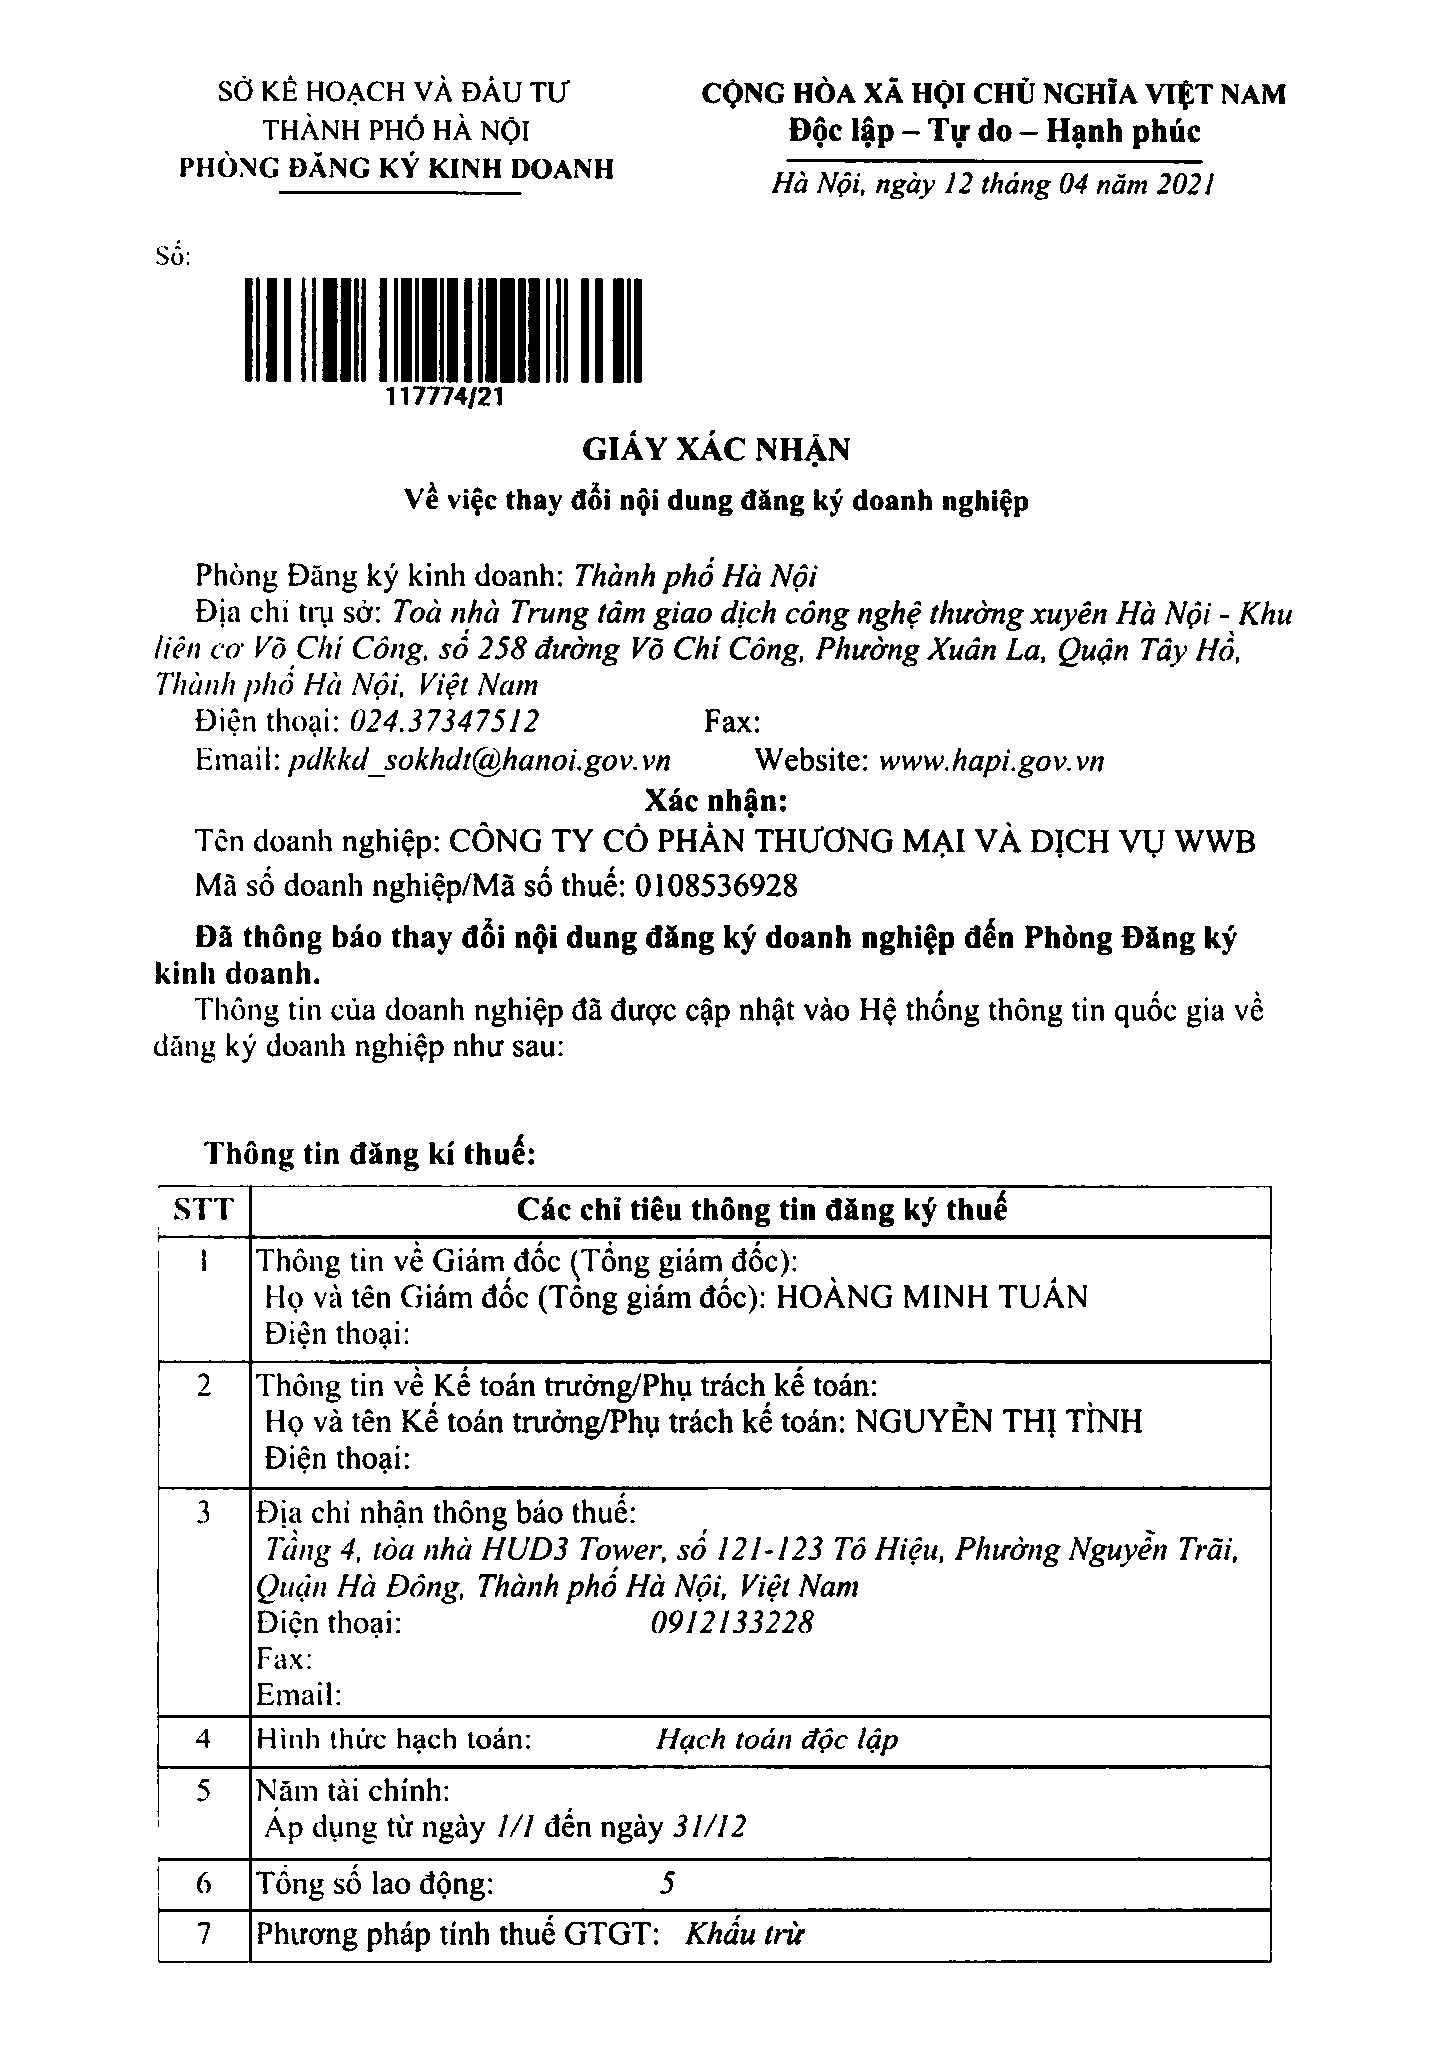 SỞ KẾ HOẠCH VÀ ĐẦU TƯ
THÀNH PHỐ HÀ NỘI
PHÒNG ĐĂNG KÝ KINH DOANH
CỘNG HÒA XÃ HỘI CHỦ NGHĨA VIỆT NAM
Độc lập – Tự do – Hạnh phúc
Hà Nội, ngày 12 tháng 04 năm 2021
Số:
117774/21
GIẤY XÁC NHẬN
Về việc thay đổi nội dung đăng ký doanh nghiệp
Phòng Đăng ký kinh doanh: Thành phố Hà Nội
Địa chỉ trụ sở: Toà nhà Trung tâm giao dịch công nghệ thường xuyên Hà Nội - Khu
liên cơ Võ Chí Công, số 258 đường Võ Chí Công, Phường Xuân La, Quận Tây Hồ,
Thành phố Hà Nội, Việt Nam
Điện thoại: 024.37347512 Fax:
Email: pdkkd_sokhdt@hanoi.gov.vn Website: www.hapi.gov.vn
Xác nhận:
Tên doanh nghiệp: CÔNG TY CỔ PHẦN THƯƠNG MẠI VÀ DỊCH VỤ WWB
Mã số doanh nghiệp/Mã số thuế: 0108536928
Đã thông báo thay đổi nội dung đăng ký doanh nghiệp đến Phòng Đăng ký
kinh doanh.
Thông tin của doanh nghiệp đã được cập nhật vào Hệ thống thông tin quốc gia về
đăng ký doanh nghiệp như sau:
Thông tin đăng kí thuế:
STT Các chỉ tiêu thông tin đăng ký thuế
1 Thông tin về Giám đốc (Tổng giám đốc):
Họ và tên Giám đốc (Tổng giám đốc): HOÀNG MINH TUẤN
Điện thoại:
2 Thông tin về Kế toán trưởng/Phụ trách kế toán:
Họ và tên Kế toán trưởng/Phụ trách kế toán: NGUYỄN THỊ TÌNH
Điện thoại:
3 Địa chỉ nhận thông báo thuế:
Tầng 4, tòa nhà HUD3 Tower, số 121-123 Tô Hiệu, Phường Nguyễn Trãi,
Quận Hà Đông, Thành phố Hà Nội, Việt Nam
Điện thoại: 0912133228
Fax:
Email:
4 Hình thức hạch toán: Hạch toán độc lập
5 Năm tài chính:
Áp dụng từ ngày 1/1 đến ngày 31/12
6 Tổng số lao động: 5
7 Phương pháp tính thuế GTGT: Khấu trừ